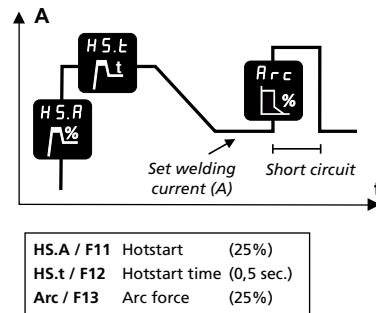 A
HS.t
t
HS.A
%
Arc
%
Set welding
current (A)
Short circuit
t
HS.A / F11 Hotstart (25%)
HS.t / F12 Hotstart time (0,5 sec.)
Arc / F13 Arc force (25%)